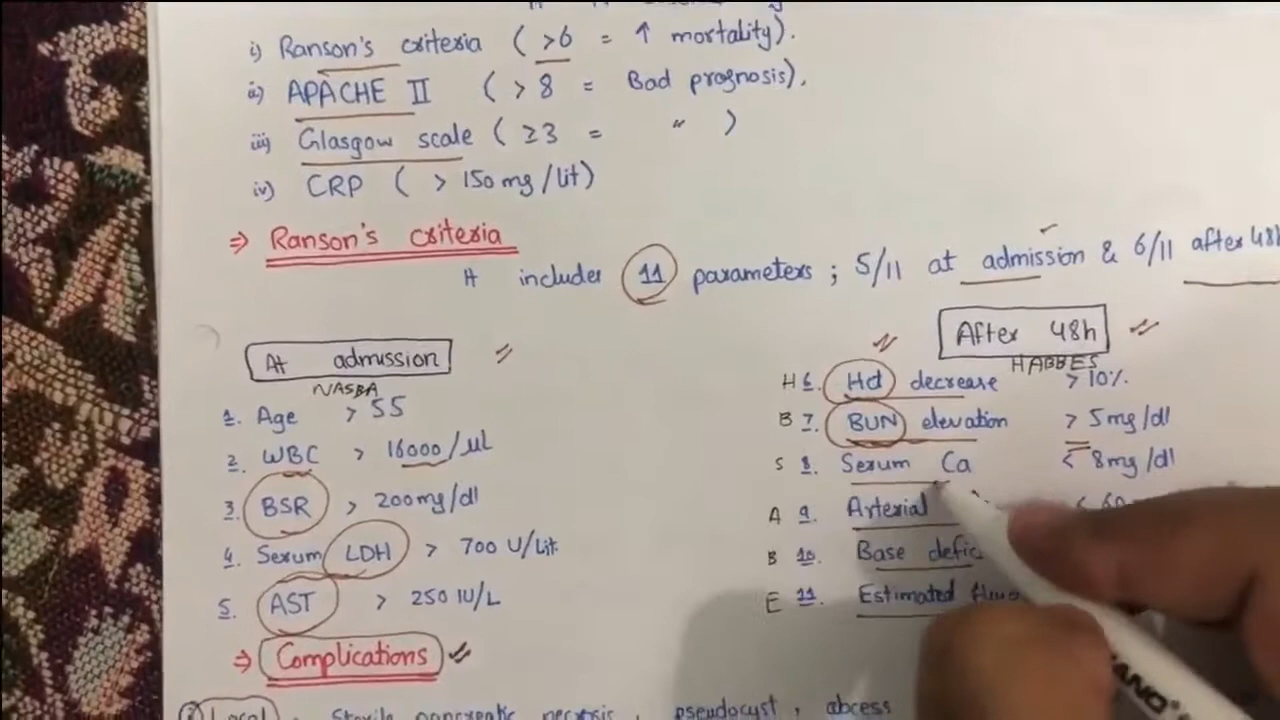 i) Ranson's criteria ( >6 = ↑ mortality).
ii) APACHE II ( > 8 = Bad prognosis).
iii) Glasgow scale ( ≥3 = " )
iv) CRP ( > 150 mg/lit)
⇒ Ranson's criteria
It includes 11 parameters ; 5/11 at admission & 6/11 after 48h
At admission
NASBA
1. Age > 55
2. WBC > 16000/µl
3. BSR > 200 mg/dl
4. Serum LDH > 700 U/Lit
5. AST > 250 IU/L
After 48h
HABBES
H 6. Hct decrease > 10%.
B 7. BUN elevation > 5 mg/dl
S 8. Serum Ca < 8 mg/dl
A 9. Arterial < 60
B 10. Base defic
E 11. Estimated
⇒ Complications
Local : Sterile pancreatic necrosis, pseudocyst, abcess